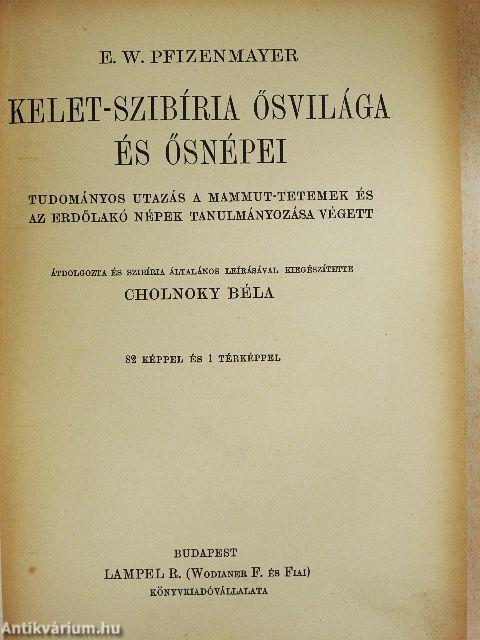 E. W. PFIZENMAYER
KELET-SZIBÍRIA ŐSVILÁGA
ÉS ŐSNÉPEI
TUDOMÁNYOS UTAZÁS A MAMMUT-TETEMEK ÉS
AZ ERDŐLAKÓ NÉPEK TANULMÁNYOZÁSA VÉGETT
ÁTDOLGOZTA ÉS SZIBÍRIA ÁLTALÁNOS LEÍRÁSÁVAL KIEGÉSZÍTETTE
CHOLNOKY BÉLA
82 KÉPPEL ÉS 1 TÉRKÉPPEL
BUDAPEST
LAMPEL R. (WODIANER F. ÉS FIAI)
KÖNYVKIADÓVÁLLALATA
Antikvárium.hu